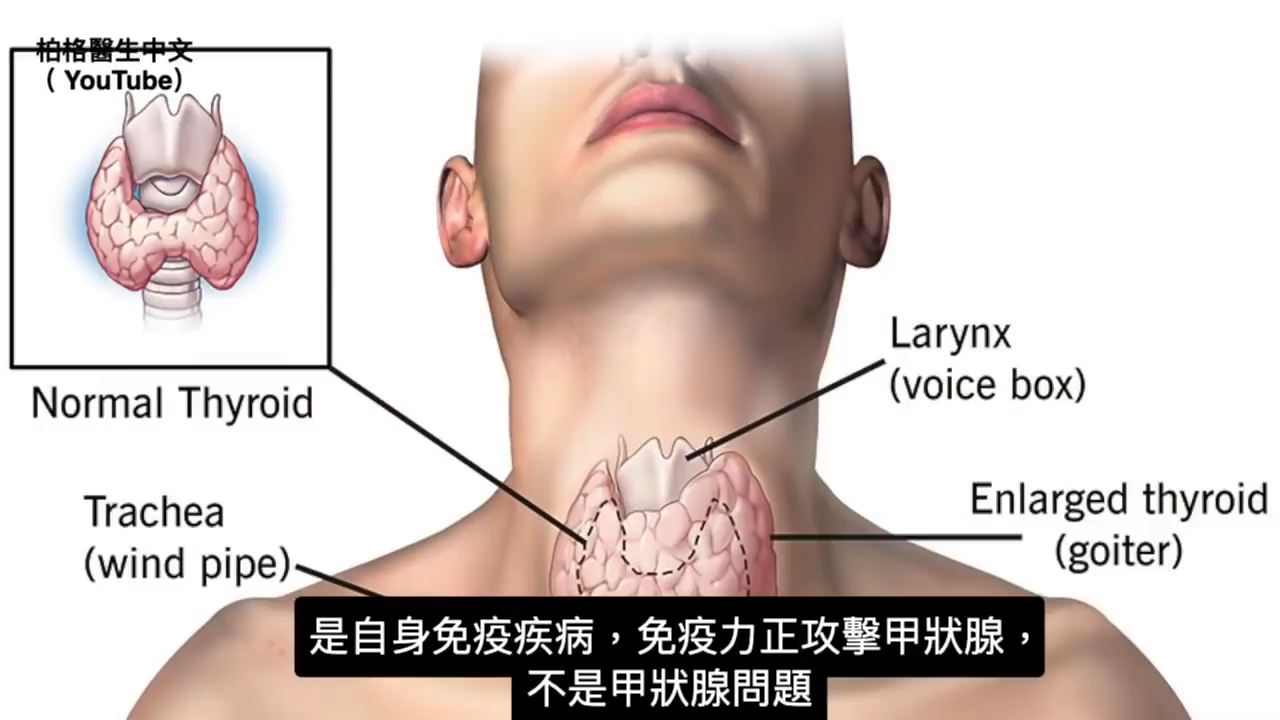 柏格醫生中文
（ YouTube）
Normal Thyroid
Larynx
(voice box)
Trachea
(wind pipe)
Enlarged thyroid
(goiter)
是自身免疫疾病，免疫力正攻擊甲狀腺，
不是甲狀腺問題